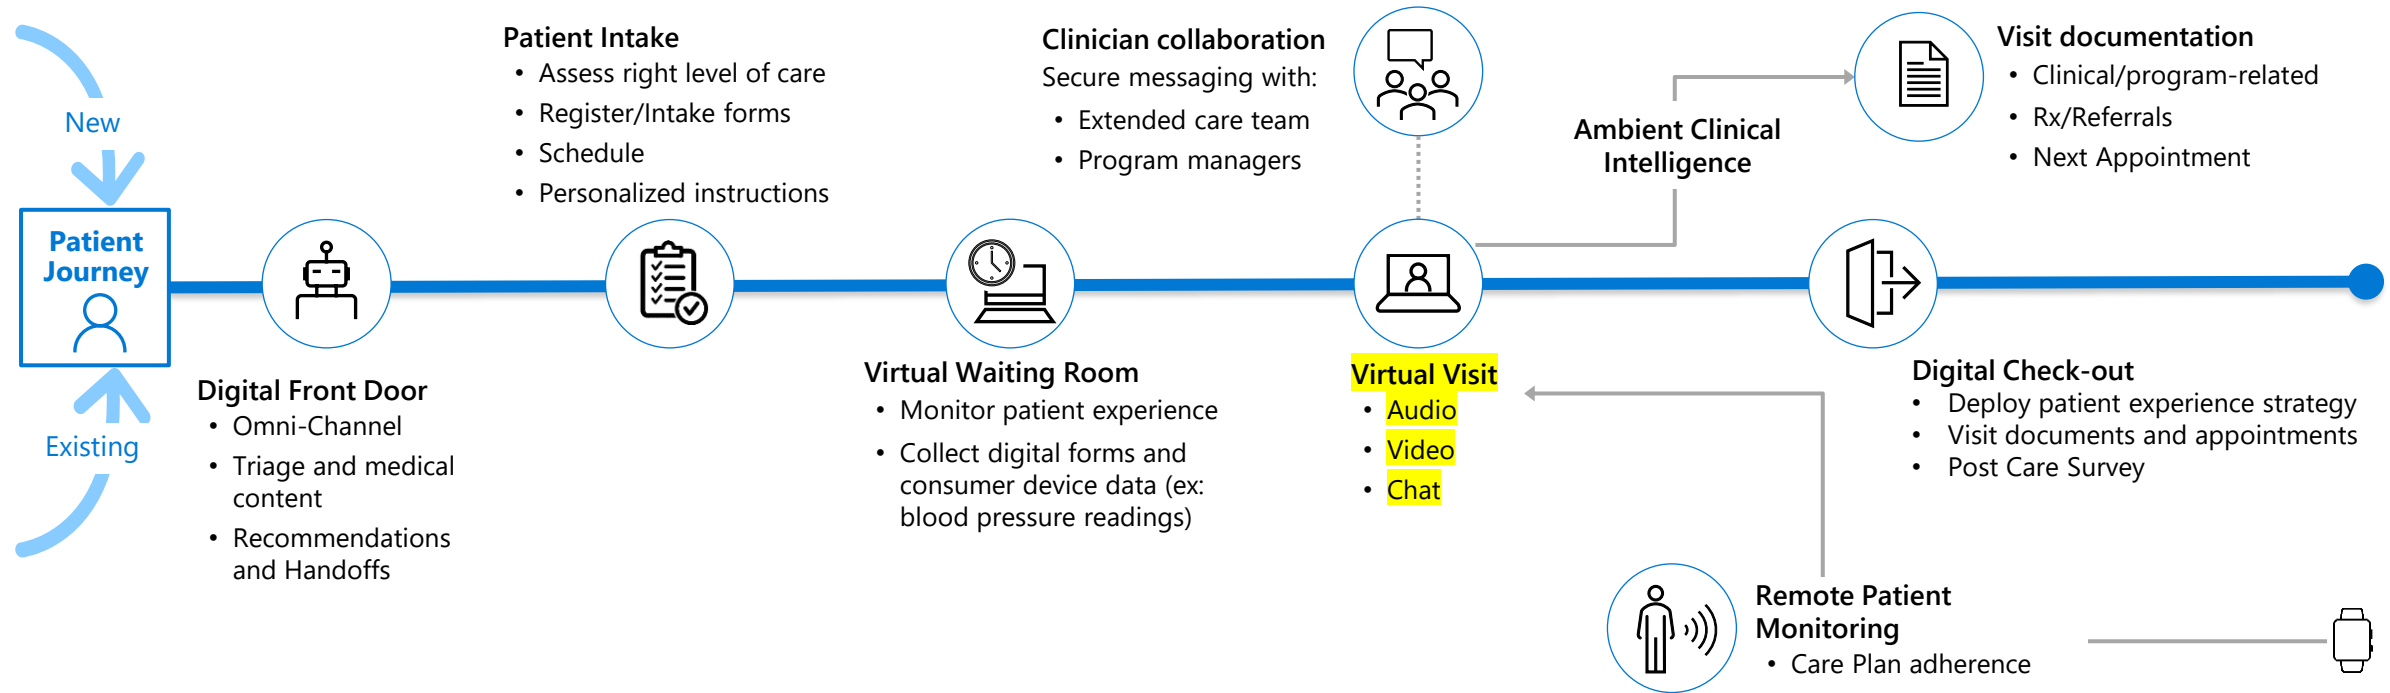 New
Patient
Journey
Existing
Digital Front Door
• Omni-Channel
• Triage and medical
content
• Recommendations
and Handoffs
Patient Intake
• Assess right level of care
• Register/Intake forms
• Schedule
• Personalized instructions
Virtual Waiting Room
• Monitor patient experience
• Collect digital forms and
consumer device data (ex:
blood pressure readings)
Clinician collaboration
Secure messaging with:
• Extended care team
• Program managers
Virtual Visit
• Audio
• Video
• Chat
Ambient Clinical
Intelligence
Visit documentation
• Clinical/program-related
• Rx/Referrals
• Next Appointment
Digital Check-out
• Deploy patient experience strategy
• Visit documents and appointments
• Post Care Survey
Remote Patient
Monitoring
• Care Plan adherence